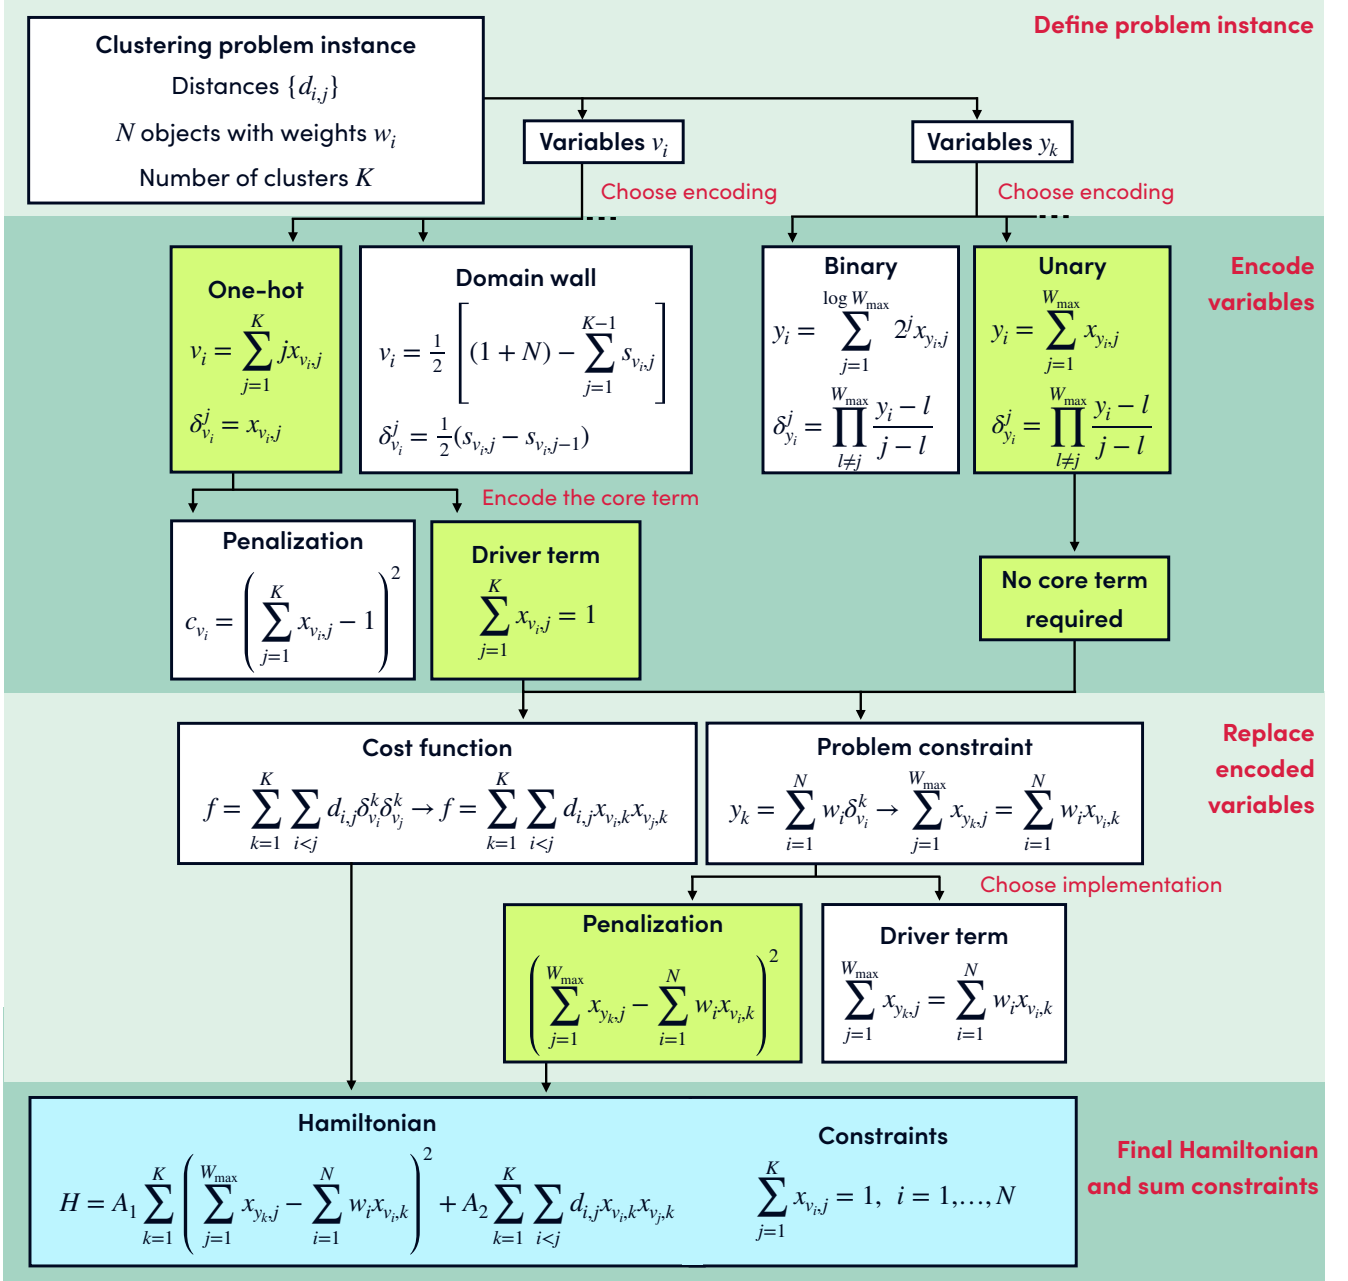 Define problem instance
Clustering problem instance
Distances $\{d_{i,j}\}$
$N$ objects with weights $w_i$
Number of clusters $K$
Variables $v_i$
Variables $y_k$
Choose encoding
Choose encoding
Encode
variables
One-hot
$v_i = \sum_{j=1}^{K} j x_{v_i,j}$
$\delta_{v_i}^{j} = x_{v_i,j}$
Domain wall
$v_i = \frac{1}{2} \left[ (1+N) - \sum_{j=1}^{K-1} s_{v_i,j} \right]$
$\delta_{v_i}^{j} = \frac{1}{2}(s_{v_i,j} - s_{v_i,j-1})$
Binary
$y_i = \sum_{j=1}^{\log W_{\max}} 2^j x_{y_i,j}$
$\delta_{y_i}^{j} = \prod_{l \neq j}^{W_{\max}} \frac{y_i - l}{j - l}$
Unary
$y_i = \sum_{j=1}^{W_{\max}} x_{y_i,j}$
$\delta_{y_i}^{j} = \prod_{l \neq j}^{W_{\max}} \frac{y_i - l}{j - l}$
Encode the core term
Penalization
$c_{v_i} = \left( \sum_{j=1}^{K} x_{v_i,j} - 1 \right)^2$
Driver term
$\sum_{j=1}^{K} x_{v_i,j} = 1$
No core term
required
Replace
encoded
variables
Cost function
$f = \sum_{k=1}^{K} \sum_{i<j} d_{i,j} \delta_{v_i}^{k} \delta_{v_j}^{k} \rightarrow f = \sum_{k=1}^{K} \sum_{i<j} d_{i,j} x_{v_i,k} x_{v_j,k}$
Problem constraint
$y_k = \sum_{i=1}^{N} w_i \delta_{v_i}^{k} \rightarrow \sum_{j=1}^{W_{\max}} x_{y_k,j} = \sum_{i=1}^{N} w_i x_{v_i,k}$
Choose implementation
Penalization
$\left( \sum_{j=1}^{W_{\max}} x_{y_k,j} - \sum_{i=1}^{N} w_i x_{v_i,k} \right)^2$
Driver term
$\sum_{j=1}^{W_{\max}} x_{y_k,j} = \sum_{i=1}^{N} w_i x_{v_i,k}$
Final Hamiltonian
and sum constraints
Hamiltonian
$H = A_1 \sum_{k=1}^{K} \left( \sum_{j=1}^{W_{\max}} x_{y_k,j} - \sum_{i=1}^{N} w_i x_{v_i,k} \right)^2 + A_2 \sum_{k=1}^{K} \sum_{i<j} d_{i,j} x_{v_i,k} x_{v_j,k}$
Constraints
$\sum_{j=1}^{K} x_{v_i,j} = 1, \; i = 1,\ldots,N$